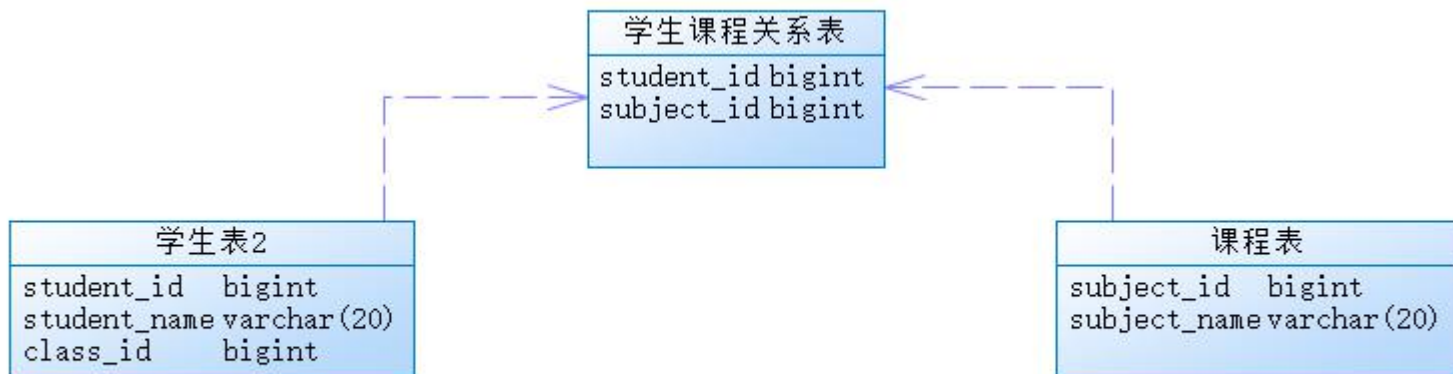 学生课程关系表
student_id bigint
subject_id bigint
学生表2
student_id bigint
student_name varchar(20)
class_id bigint
课程表
subject_id bigint
subject_name varchar(20)